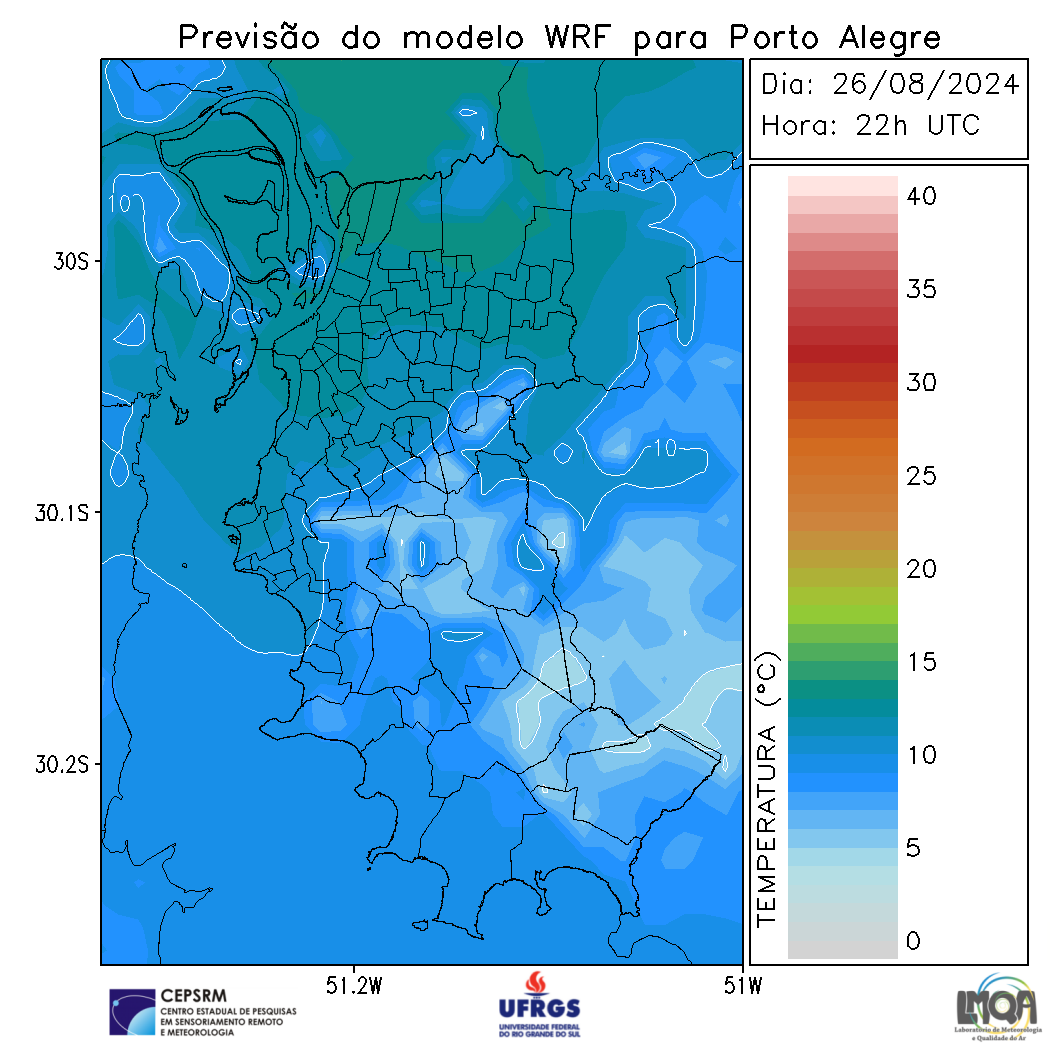 Previsão do modelo WRF para Porto Alegre
Dia: 26/08/2024
Hora: 22h UTC
10
30S
10
30.1S
30.2S
51.2W
51W
TEMPERATURA (°C)
40
35
30
25
20
15
10
5
0
CEPSRM
CENTRO ESTADUAL DE PESQUISAS
EM SENSORIAMENTO REMOTO
E METEOROLOGIA
UFRGS
UNIVERSIDADE FEDERAL
DO RIO GRANDE DO SUL
LMQA
Laboratório de Meteorologia
e Qualidade do Ar